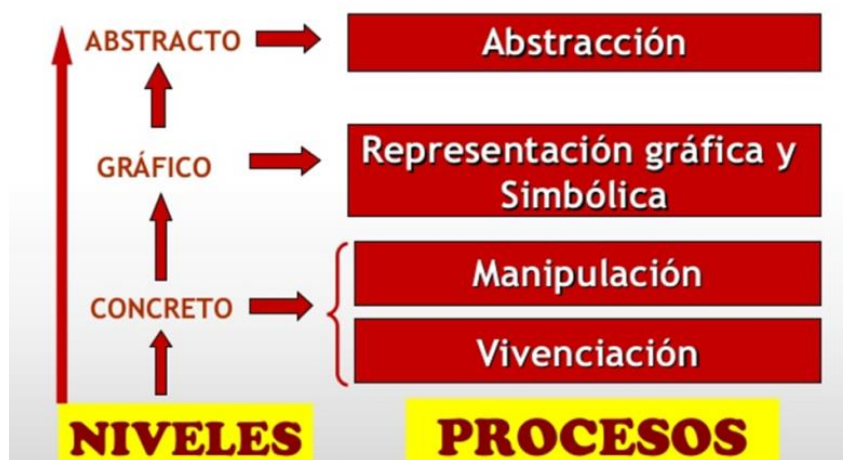 ABSTRACTO
Abstracción
GRÁFICO
Representación gráfica y
Simbólica
CONCRETO
Manipulación
Vivenciación
NIVELES
PROCESOS